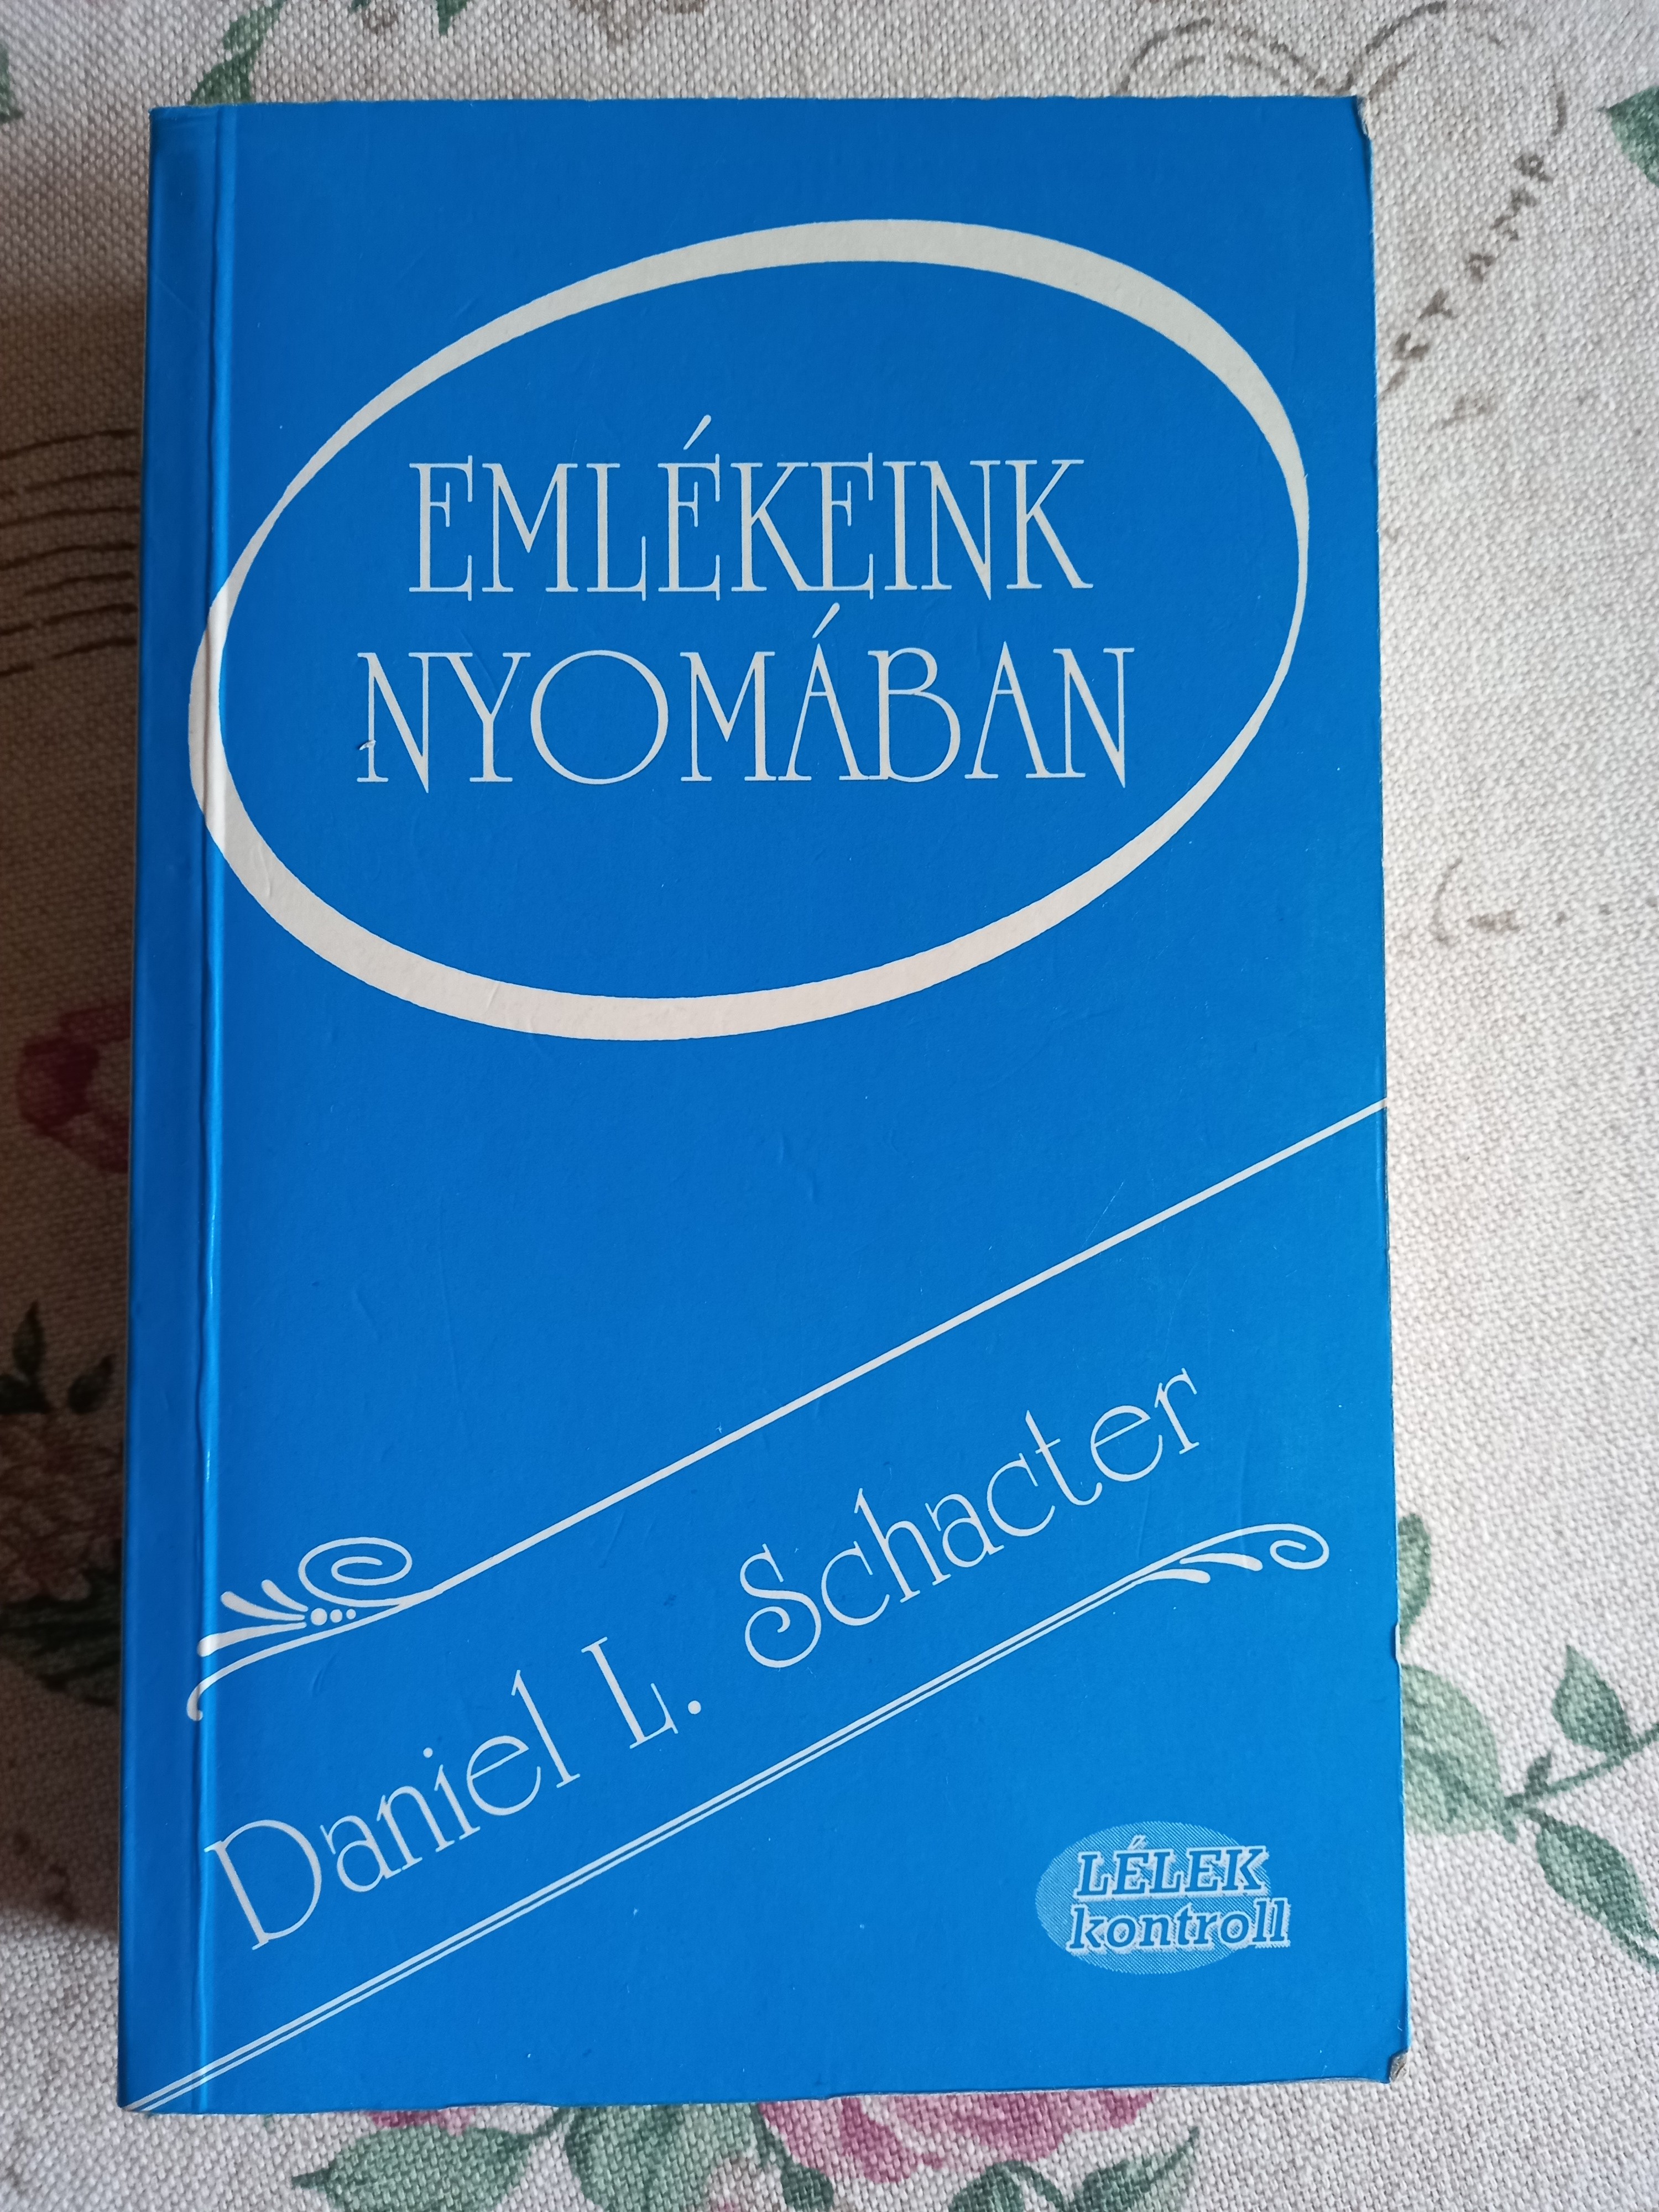 EMLÉKEINK
NYOMÁBAN
Daniel L. Schacter
LÉLEK
kontroll